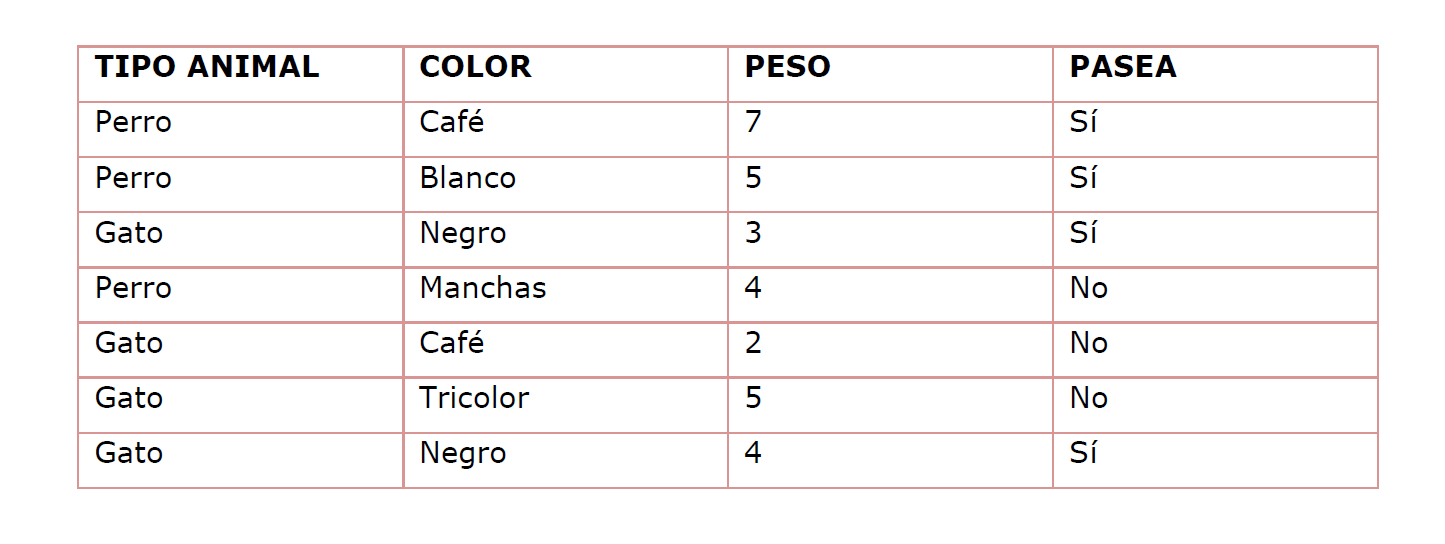 TIPO ANIMAL COLOR PESO PASEA
Perro Café 7 Sí
Perro Blanco 5 Sí
Gato Negro 3 Sí
Perro Manchas 4 No
Gato Café 2 No
Gato Tricolor 5 No
Gato Negro 4 Sí